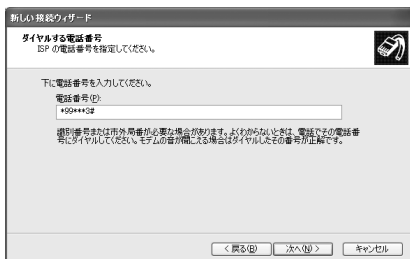 新しい接続ウィザード
ダイヤルする電話番号
ISP の電話番号を指定してください。
下に電話番号を入力してください。
電話番号(P):
*99***3#
識別番号または市外局番が必要な場合があります。よくわからないときは、電話でその電話番
号にダイヤルしてください。モデムの音が聞こえる場合はダイヤルしたその番号が正解です。
< 戻る(B)
次へ(N) >
キャンセル